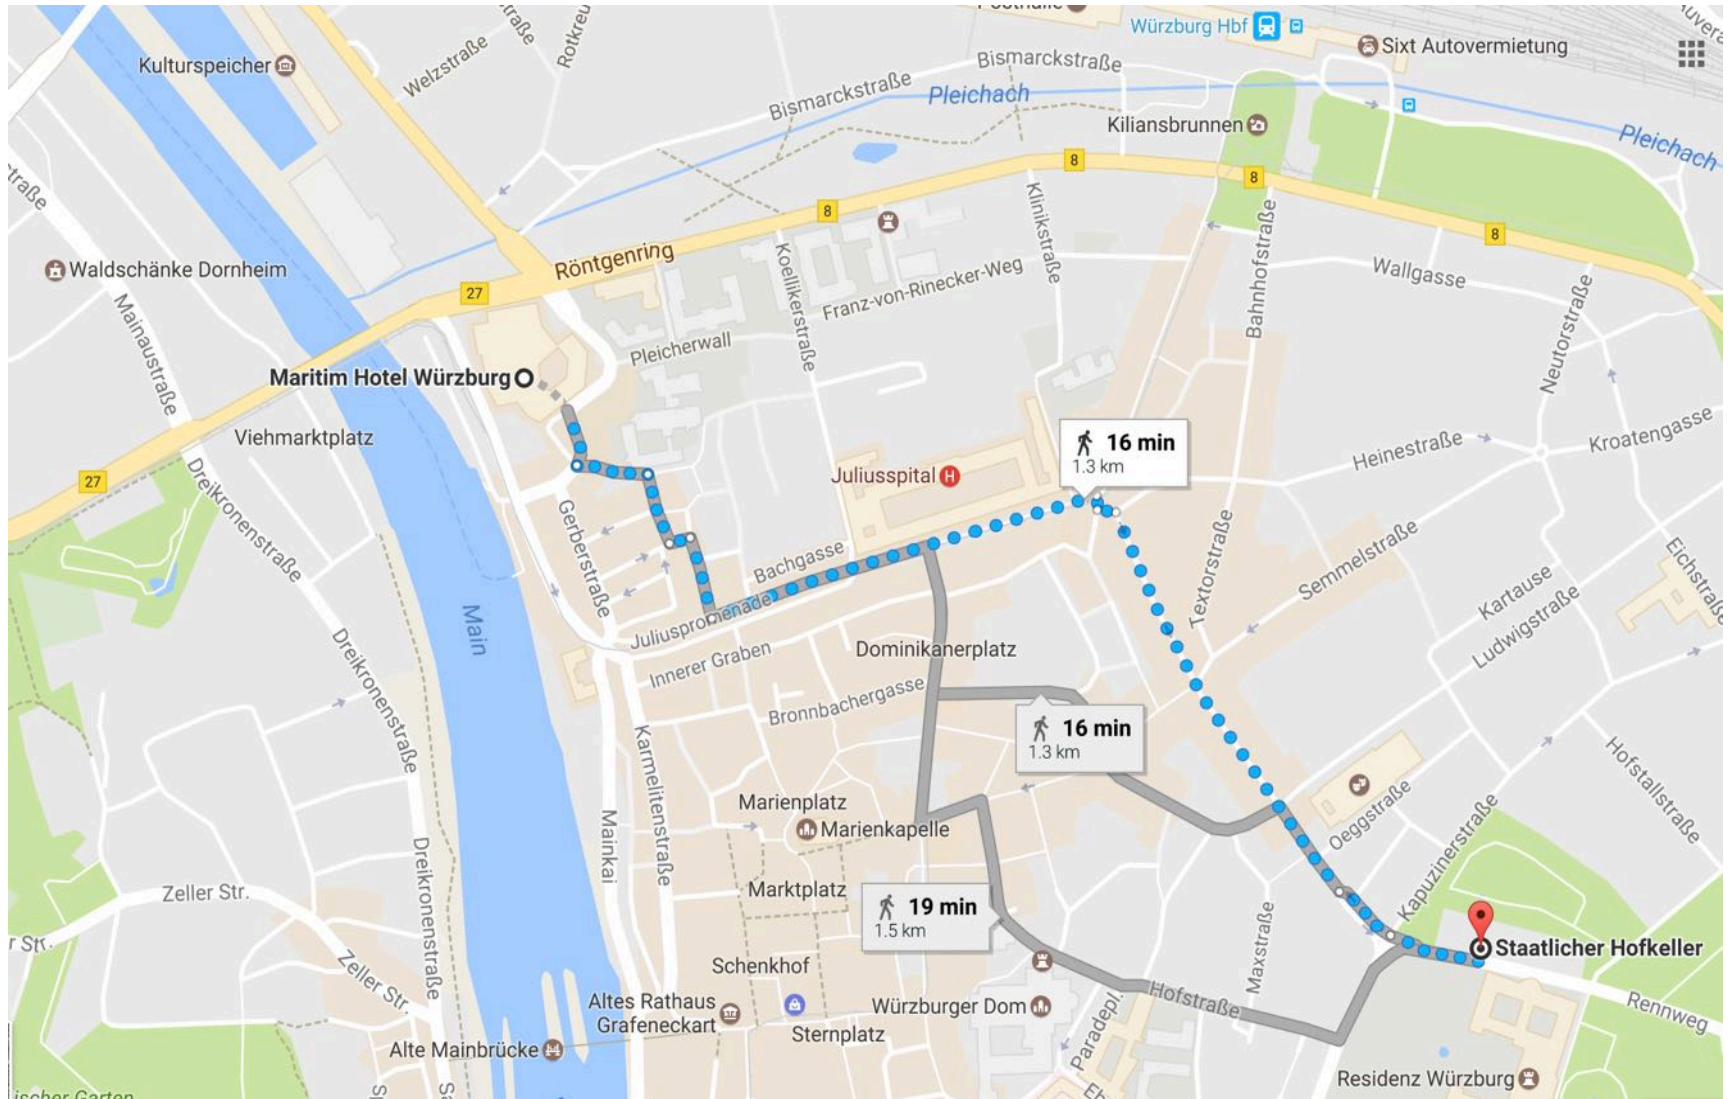 Posthalle
Würzburg Hbf
Sixt Autovermietung
Kulturspeicher
Welzstraße
straße
Bismarckstraße
Bismarckstraße
Pleichach
Kiliansbrunnen
Pleichach
8
8
8
8
traße
Klinikstraße
Bahnhofstraße
Waldschänke Dornheim
Röntgenring
27
Koellikerstraße
Franz-von-Rinecker-Weg
Wallgasse
Neutorstraße
Mainaustraße
Pleicherwall
Maritim Hotel Würzburg
Viehmarktplatz
27
Dreikronenstraße
16 min
1.3 km
Juliusspital
H
Heinestraße
Kroatengasse
Gerberstraße
Bachgasse
Textorstraße
Semmelstraße
Kartause
Ludwigstraße
Main
Juliuspromenade
Innerer Graben
Dominikanerplatz
Bronnbachergasse
Dreikronenstraße
16 min
1.3 km
Hofstallstraße
Karmelitenstraße
Mainkai
Marienplatz
Marienkapelle
Marktplatz
Oeggstraße
Kapuzinerstraße
Dreikronenstraße
Zeller Str.
r Str.
Zeller Str.
19 min
1.5 km
Maxstraße
Staatlicher Hofkeller
Schenkhof
Altes Rathaus
Grafeneckart
Sternplatz
Würzburger Dom
Hofstraße
Paradepl.
Rennweg
Alte Mainbrücke
Residenz Würzburg